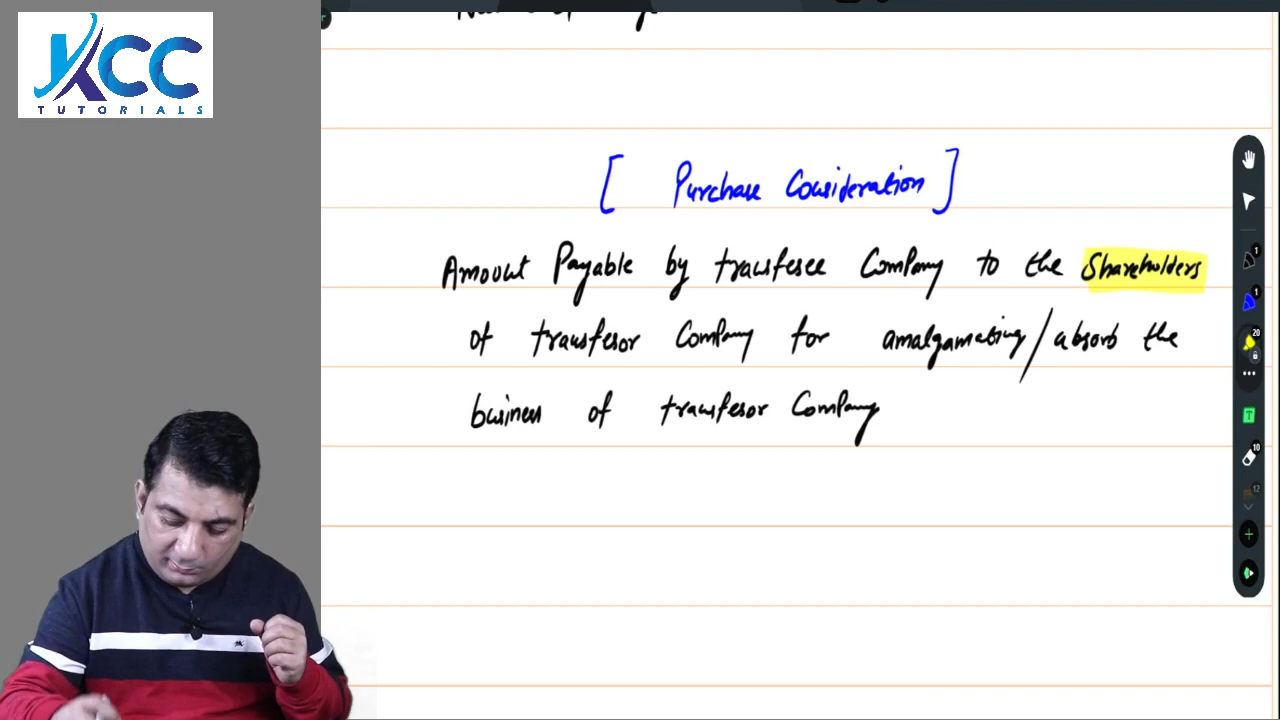 KCC
TUTORIALS
[ Purchase Consideration ]
Amount Payable by transferee Company to the Shareholders
of transferor Company for amalgamating/absorb the
business of transferor Company